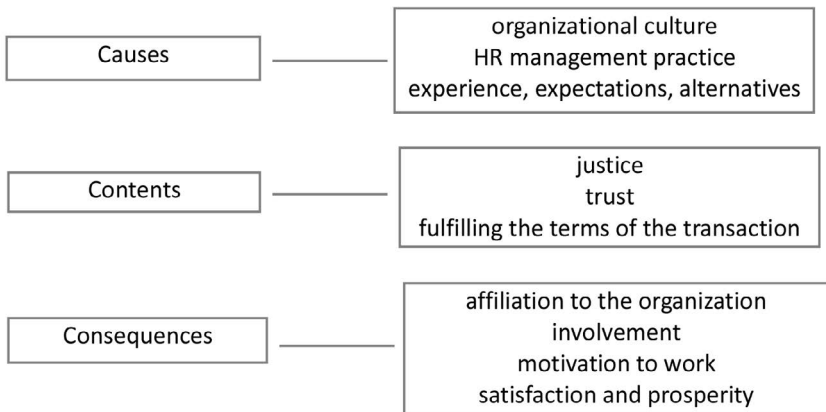 Causes
organizational culture
HR management practice
experience, expectations, alternatives
Contents
justice
trust
fulfilling the terms of the transaction
Consequences
affiliation to the organization
involvement
motivation to work
satisfaction and prosperity